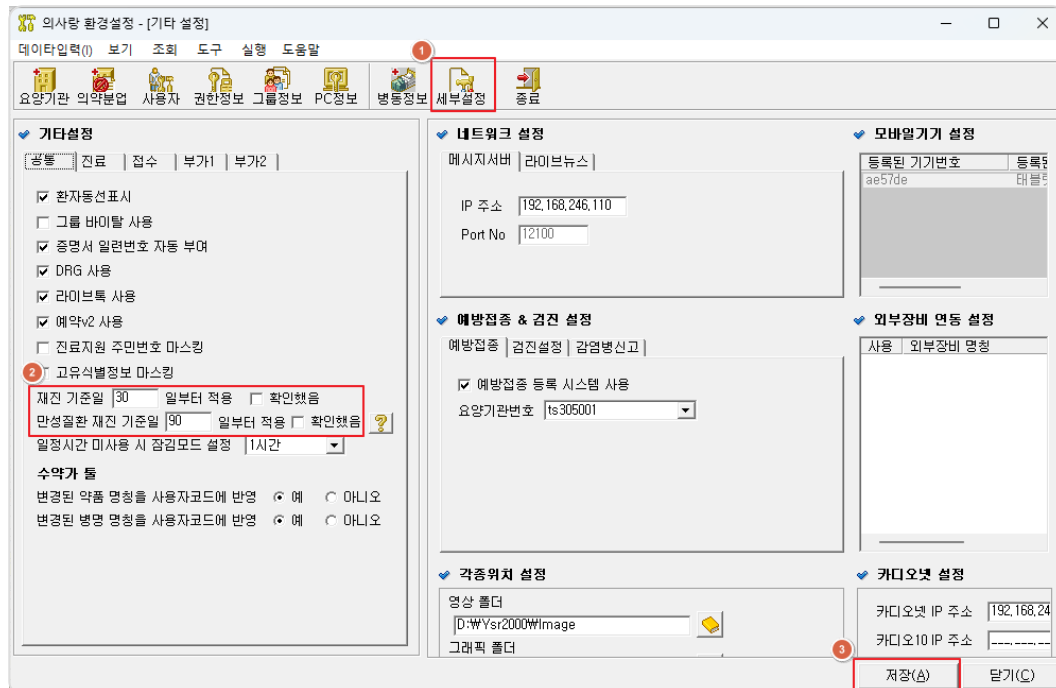 의사랑 환경설정 - [기타 설정]
데이타입력(I) 보기 조회 도구 실행 도움말
1
요양기관 의약분업 사용자 권한정보 그룹정보 PC정보 병동정보 세부설정 종료
기타설정
공통 진료 접수 부가1 부가2
환자동선표시
그룹 바이탈 사용
증명서 일련번호 자동 부여
DRG 사용
라이브톡 사용
예약v2 사용
진료지원 주민번호 마스킹
2 고유식별정보 마스킹
재진 기준일 30 일부터 적용 확인했음
만성질환 재진 기준일 90 일부터 적용 확인했음
일정시간 미사용 시 잠김모드 설정 1시간
수약가 툴
변경된 약품 명칭을 사용자코드에 반영 예 아니오
변경된 병명 명칭을 사용자코드에 반영 예 아니오
네트워크 설정
메시지서버 라이브뉴스
IP 주소 192,168,246,110
Port No 12100
예방접종 & 검진 설정
예방접종 검진설정 감염병신고
예방접종 등록 시스템 사용
요양기관번호 ts305001
각종위치 설정
영상 폴더
D:₩Ysr2000₩Image
그래픽 폴더
모바일기기 설정
등록된 기기번호 등록된
ae57de 태블릿
외부장비 연동 설정
사용 외부장비 명칭
카디오넷 설정
카디오넷 IP 주소 192,168,24
카디오10 IP 주소 ___,___,__
3
저장(A) 닫기(C)